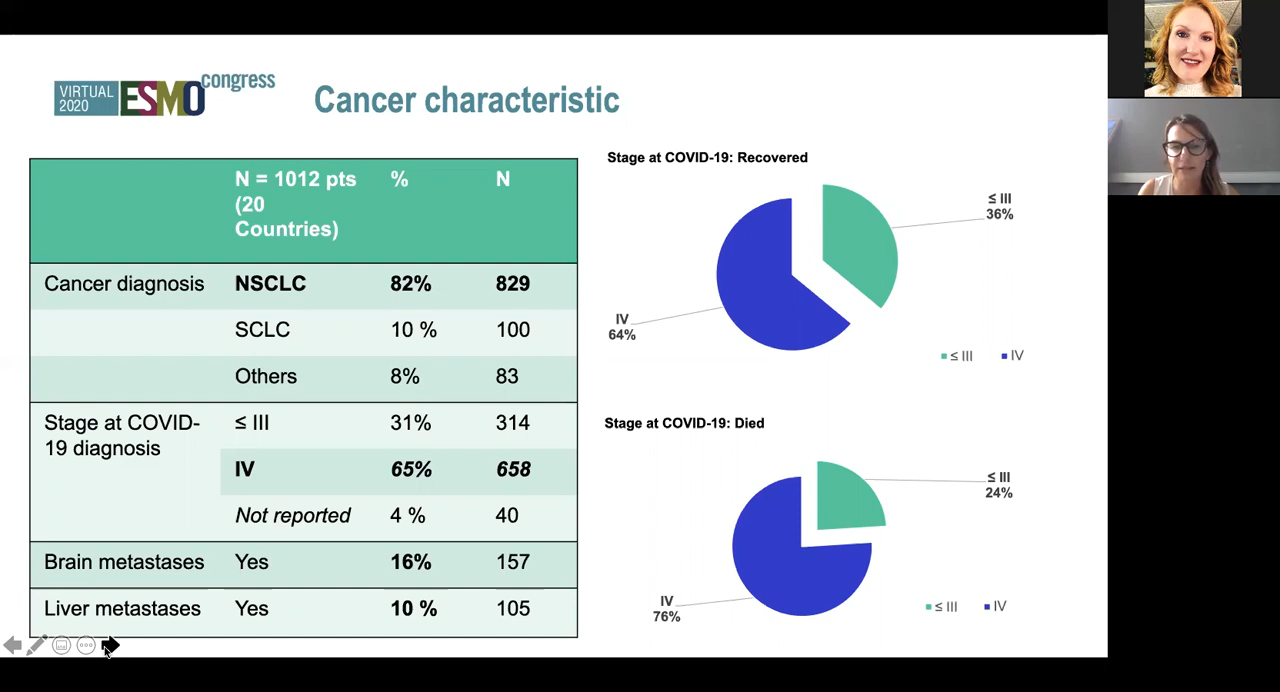 VIRTUAL
2020
ESMO
congress
Cancer characteristic
N = 1012 pts
(20
Countries)
%
N
Cancer diagnosis
NSCLC
82%
829
SCLC
10 %
100
Others
8%
83
Stage at COVID-
19 diagnosis
≤ III
31%
314
IV
65%
658
Not reported
4 %
40
Brain metastases
Yes
16%
157
Liver metastases
Yes
10 %
105
Stage at COVID-19: Recovered
≤ III
36%
IV
64%
≤ III
IV
Stage at COVID-19: Died
≤ III
24%
IV
76%
≤ III
IV